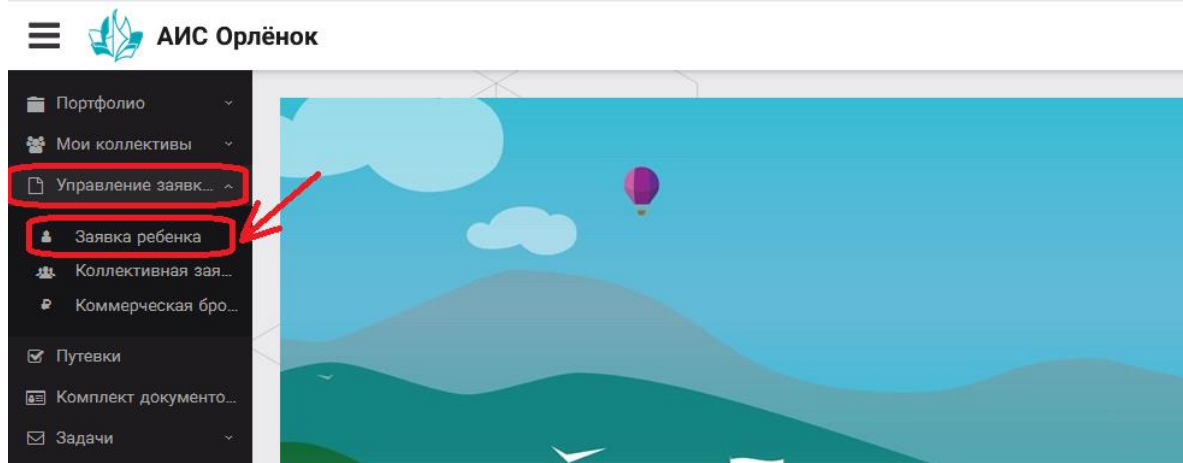 АИС Орлёнок
Портфолио
Мои коллективы
Управление заявк...
Заявка ребенка
Коллективная зая...
Коммерческая бро...
Путевки
Комплект документо...
Задачи